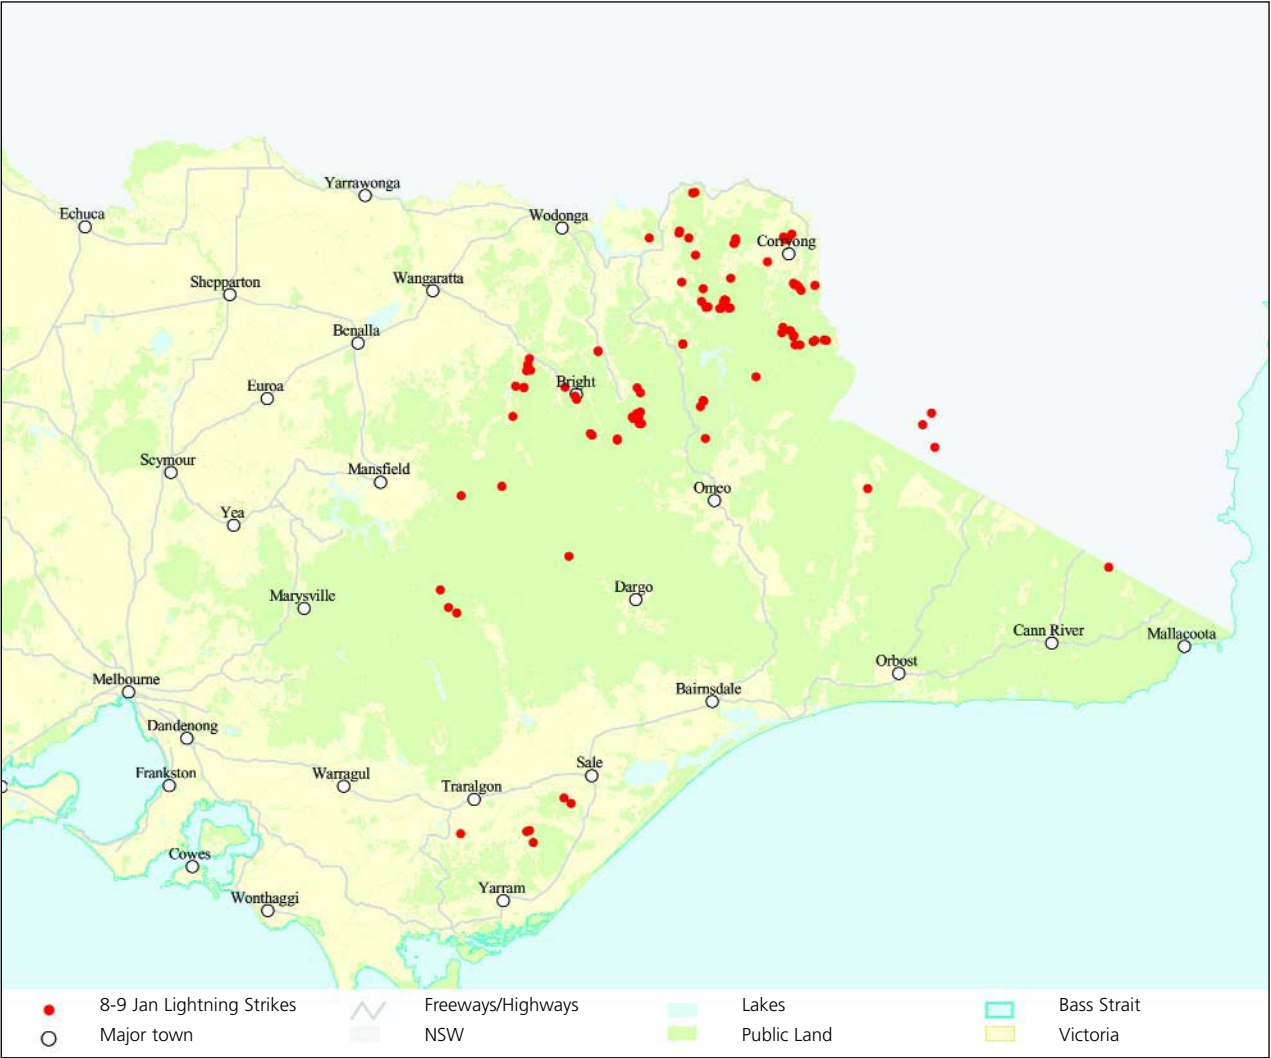 Yarrawonga
Echuca
Wodonga
Corryong
Shepparton
Wangaratta
Benalla
Euroa
Bright
Seymour
Mansfield
Omeo
Yea
Marysville
Dargo
Cann River
Mallacoota
Orbost
Melbourne
Bairnsdale
Dandenong
Frankston
Warragul
Traralgon
Sale
Cowes
Yarram
Wonthaggi
8-9 Jan Lightning Strikes
Freeways/Highways
Lakes
Bass Strait
Major town
NSW
Public Land
Victoria